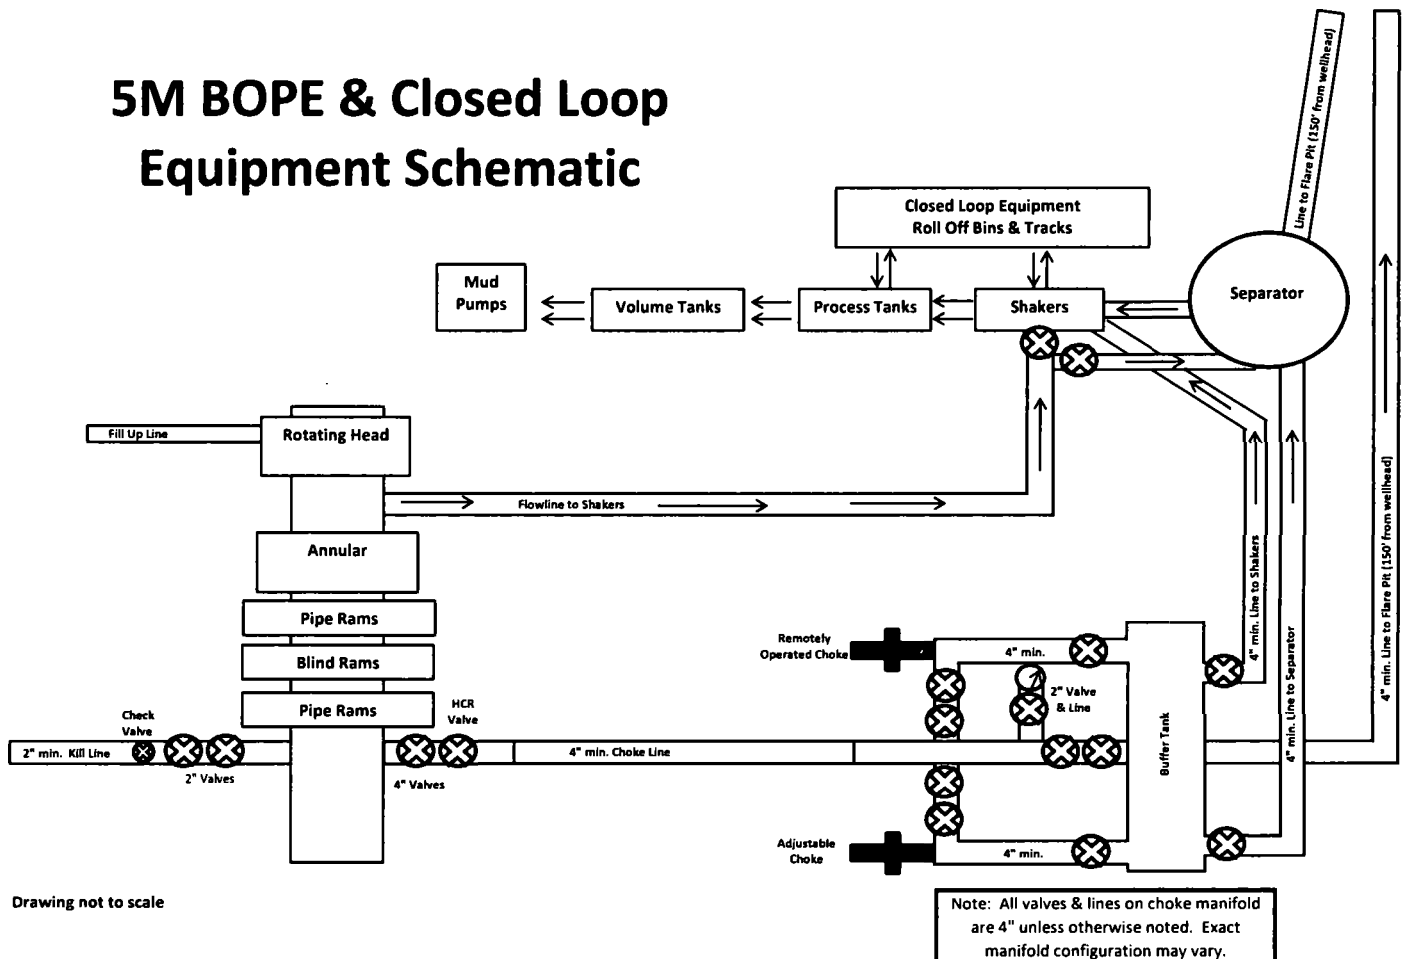 5M BOPE & Closed Loop
Equipment Schematic
Line to Flare Pit (150' from wellhead)
Closed Loop Equipment
Roll Off Bins & Tracks
Mud
Pumps
Volume Tanks
Process Tanks
Shakers
Separator
Fill Up Line
Rotating Head
Flowline to Shakers
Annular
Pipe Rams
Blind Rams
Pipe Rams
Check
Valve
HCR
Valve
2" min. Kill Line
2" Valves
4" Valves
4" min. Choke Line
Remotely
Operated Choke
4" min.
2" Valve
& Line
Buffer Tank
4" min. Line to Shakers
4" min. Line to Separator
4" min. Line to Flare Pit (150' from wellhead)
Adjustable
Choke
4" min.
Drawing not to scale
Note: All valves & lines on choke manifold
are 4" unless otherwise noted. Exact
manifold configuration may vary.